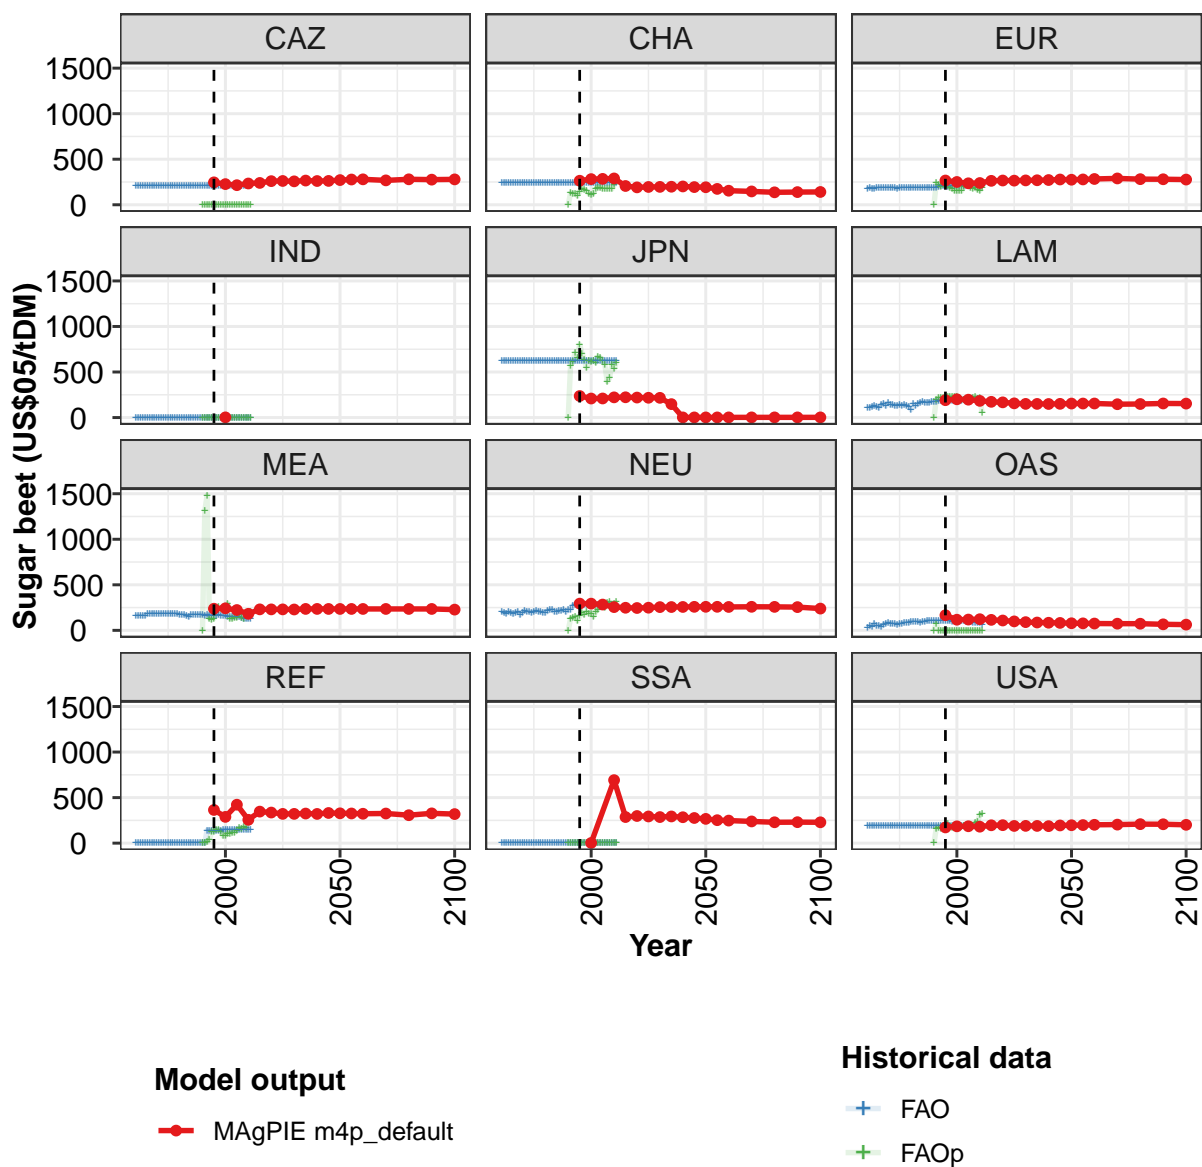 CAZ CHA EUR
1500
1000
500
0
IND JPN LAM
1500
1000
500
0
Sugar beet (US$05/tDM)
MEA NEU OAS
1500
1000
500
0
REF SSA USA
1500
1000
500
0
2000 2050 2100 2000 2050 2100 2000 2050 2100
Year
Model output
MAgPIE m4p_default
Historical data
FAO
FAOp